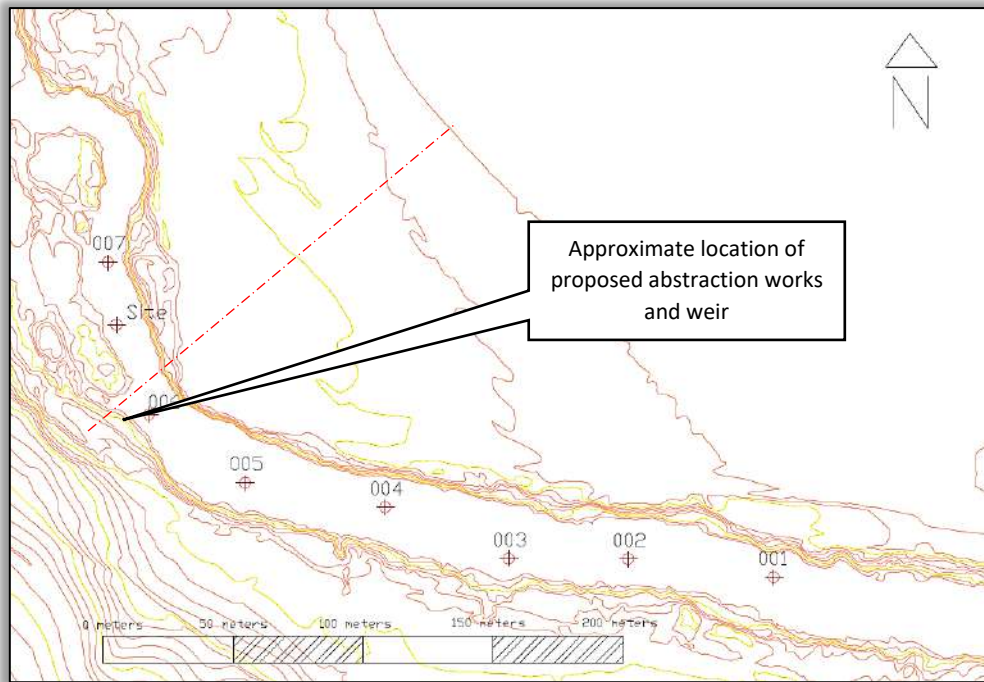 N
007
Site
Approximate location of
proposed abstraction works
and weir
006
005
004
003
002
001
0 meters 50 meters 100 meters 150 meters 200 meters